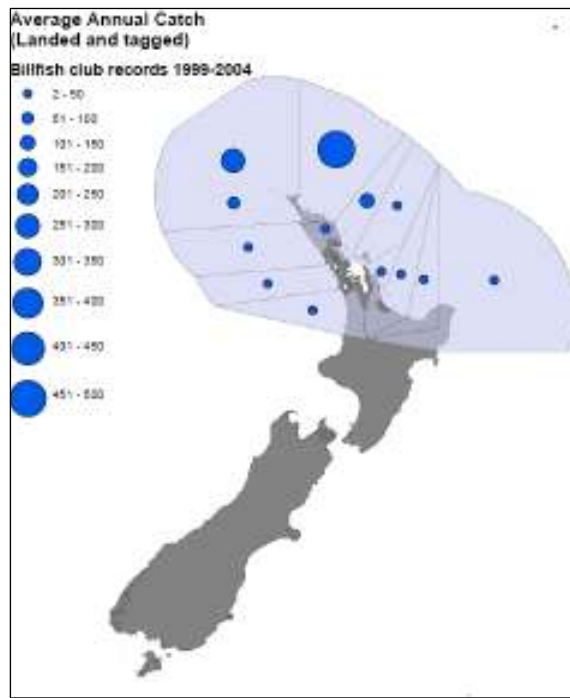 Average Annual Catch
(Landed and tagged)
Billfish club records 1999-2004
2 - 50
51 - 100
101 - 150
151 - 200
201 - 250
251 - 300
301 - 350
351 - 400
401 - 450
451 - 500